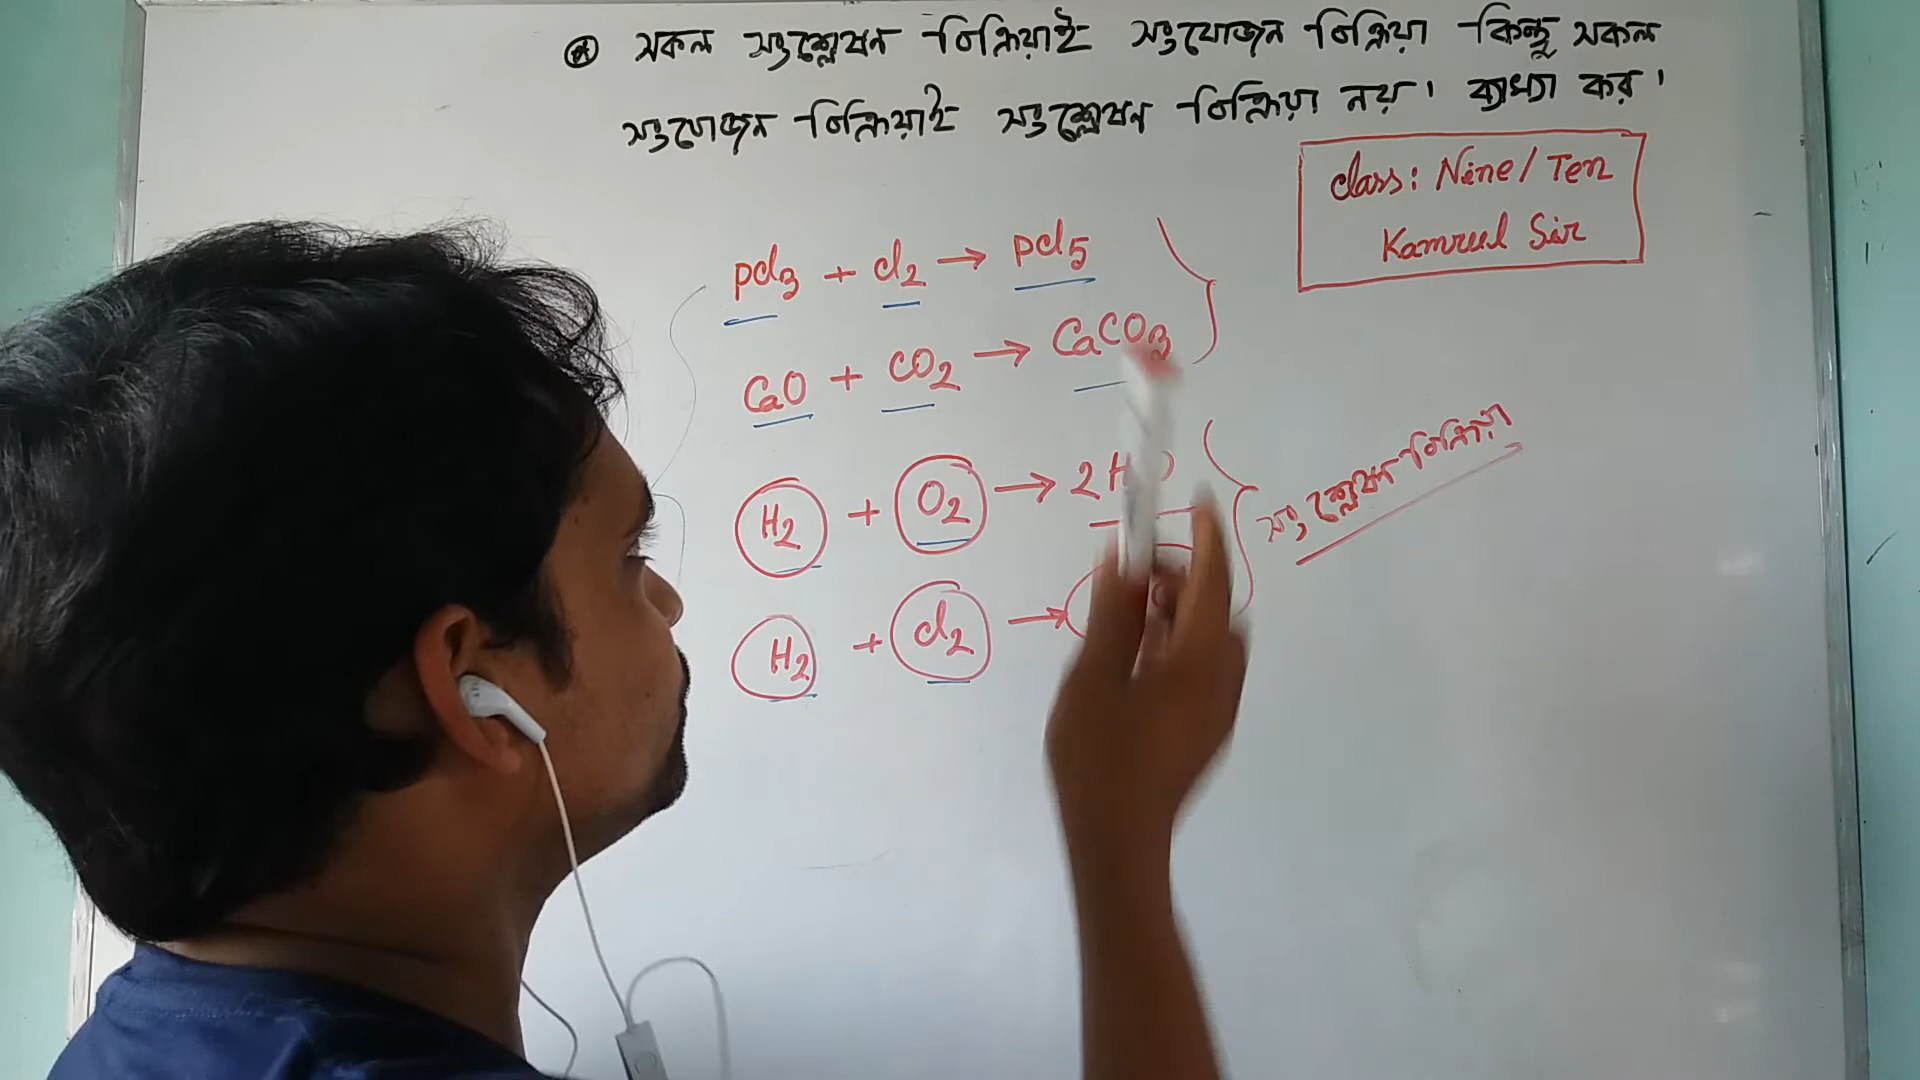 সকল সংশ্লেষণ বিক্রিয়াই সংযোজন বিক্রিয়া কিন্তু সকল
সংযোজন বিক্রিয়াই সংশ্লেষণ বিক্রিয়া নয়। ব্যাখ্যা কর।
class: Nine/Ten
Kamrul Sir
PCl3 + Cl2 → PCl5
CaO + CO2 → CaCO3
H2 + O2 → 2H
H2 + Cl2 →
সংশ্লেষণ বিক্রিয়া